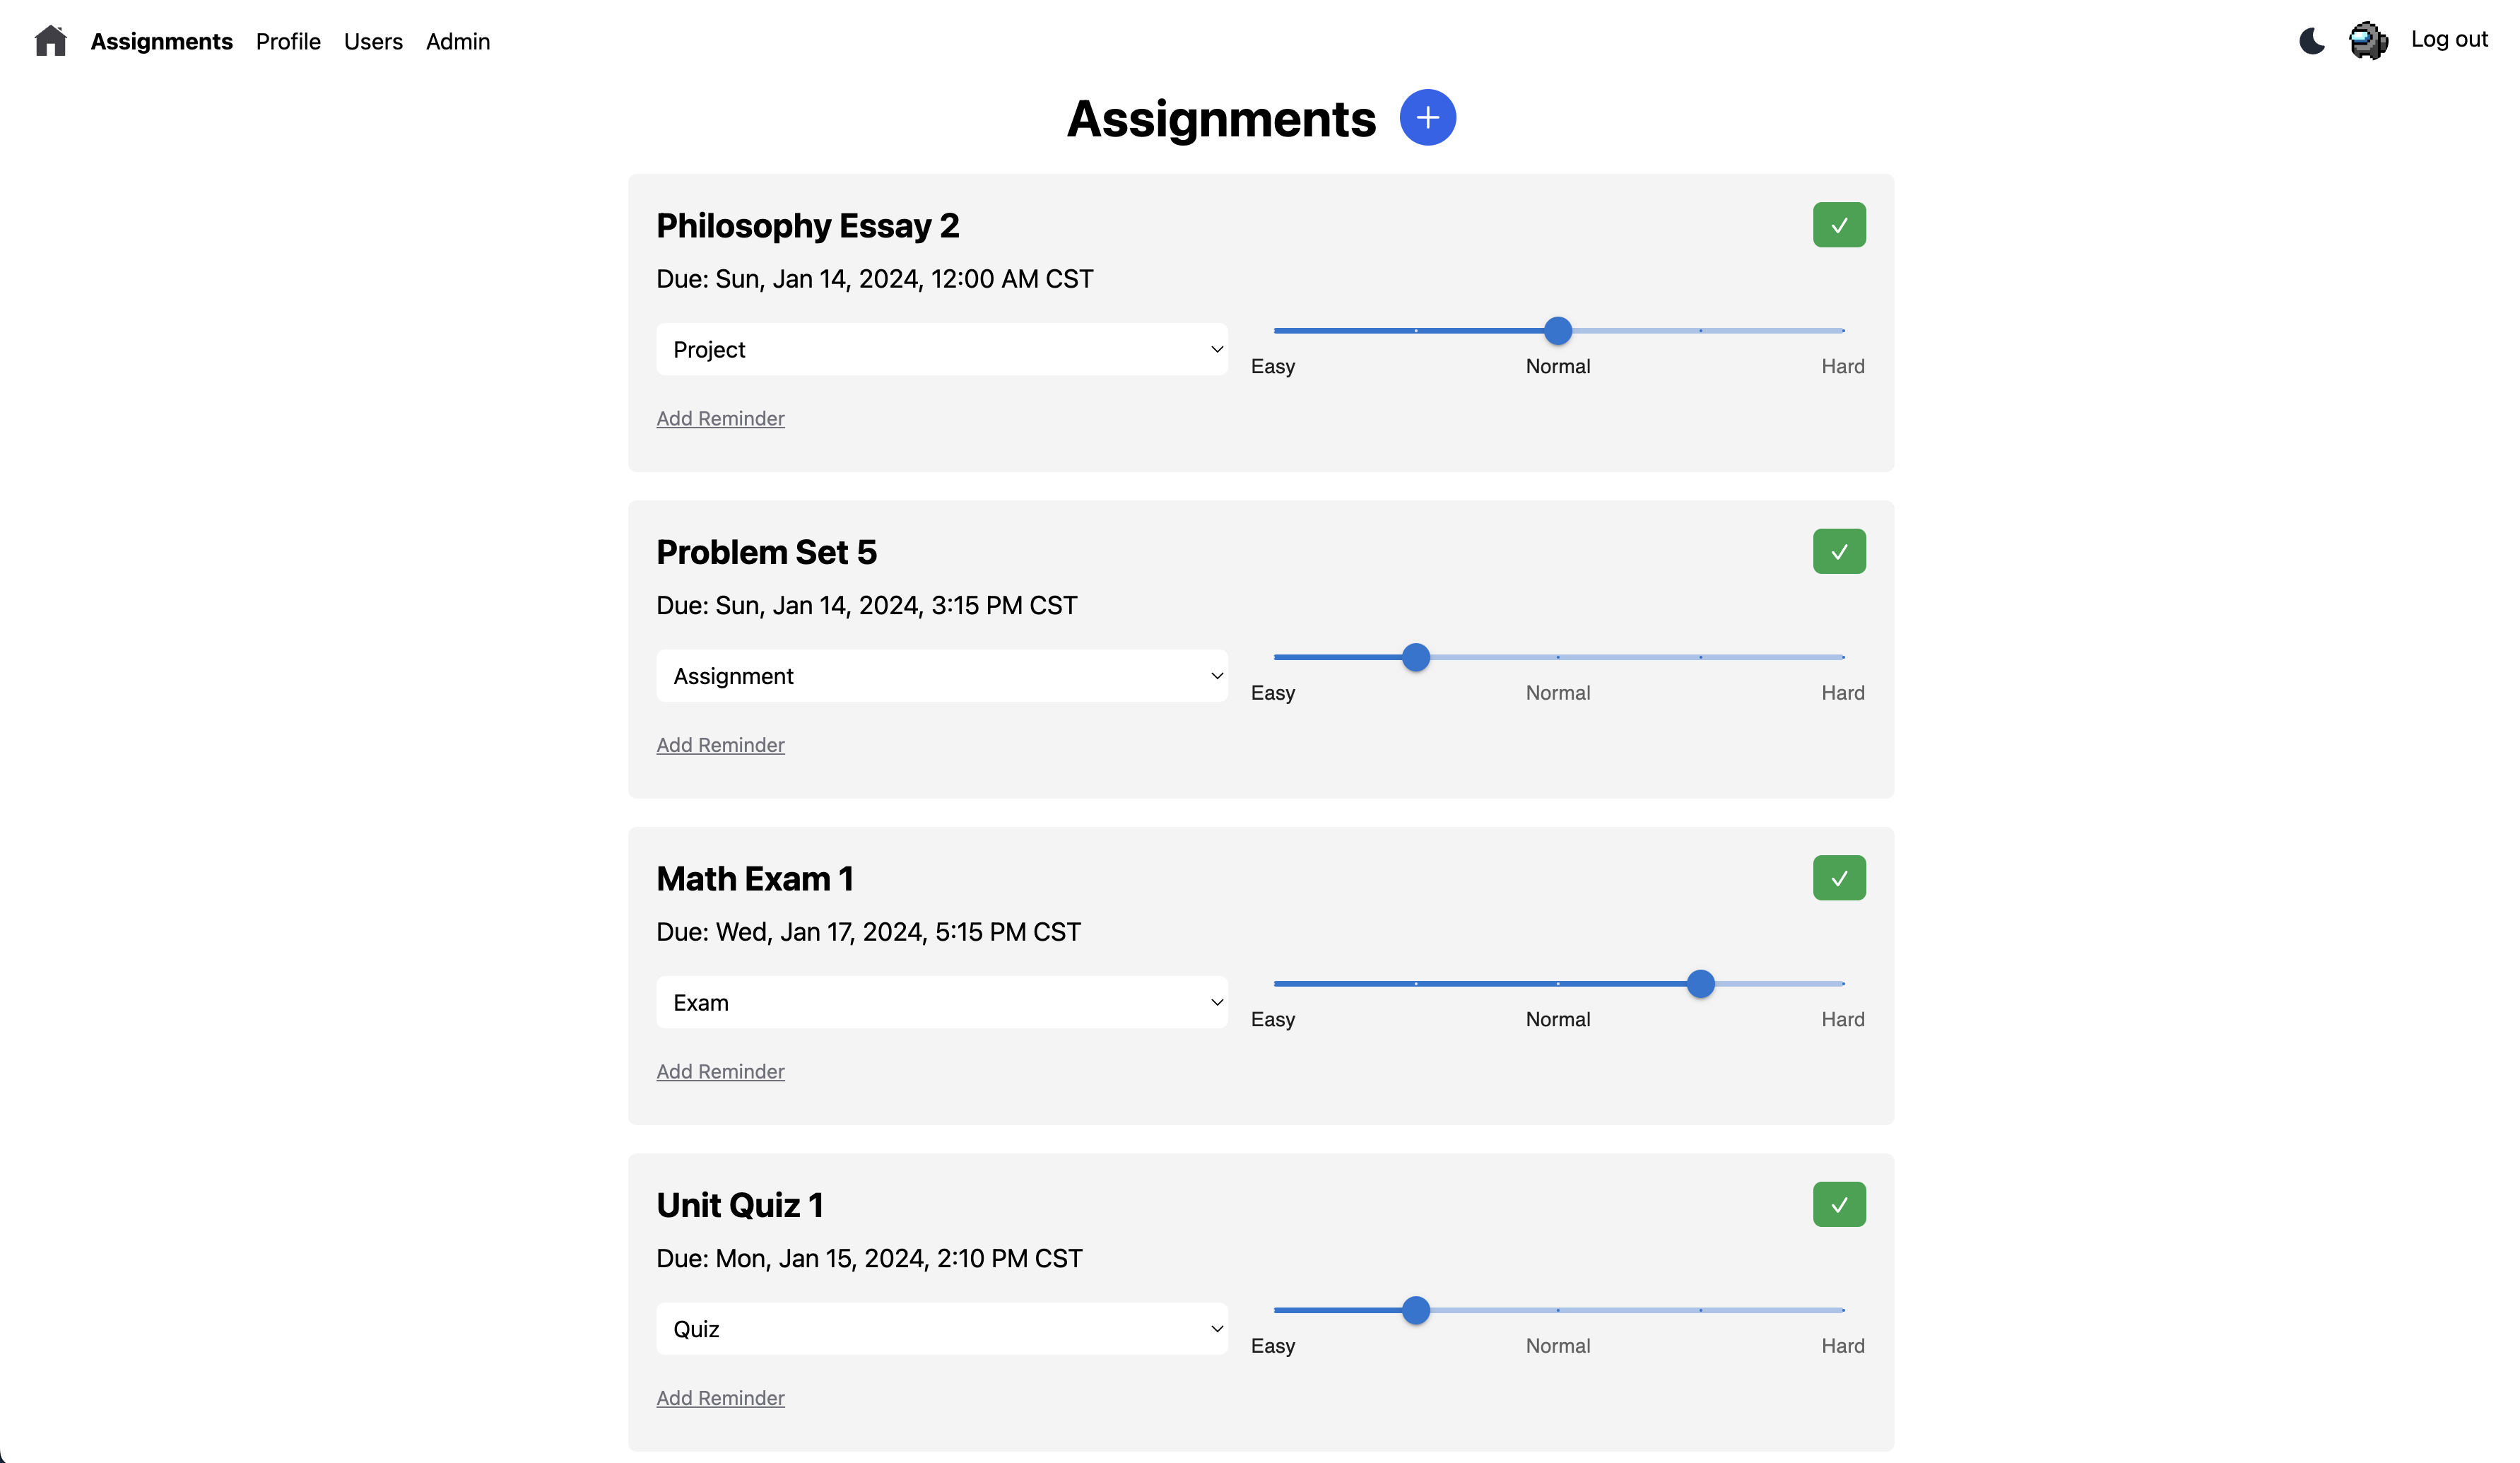 Assignments Profile Users Admin Log out
Assignments
Philosophy Essay 2
Due: Sun, Jan 14, 2024, 12:00 AM CST
Project
Easy Normal Hard
Add Reminder
Problem Set 5
Due: Sun, Jan 14, 2024, 3:15 PM CST
Assignment
Easy Normal Hard
Add Reminder
Math Exam 1
Due: Wed, Jan 17, 2024, 5:15 PM CST
Exam
Easy Normal Hard
Add Reminder
Unit Quiz 1
Due: Mon, Jan 15, 2024, 2:10 PM CST
Quiz
Easy Normal Hard
Add Reminder